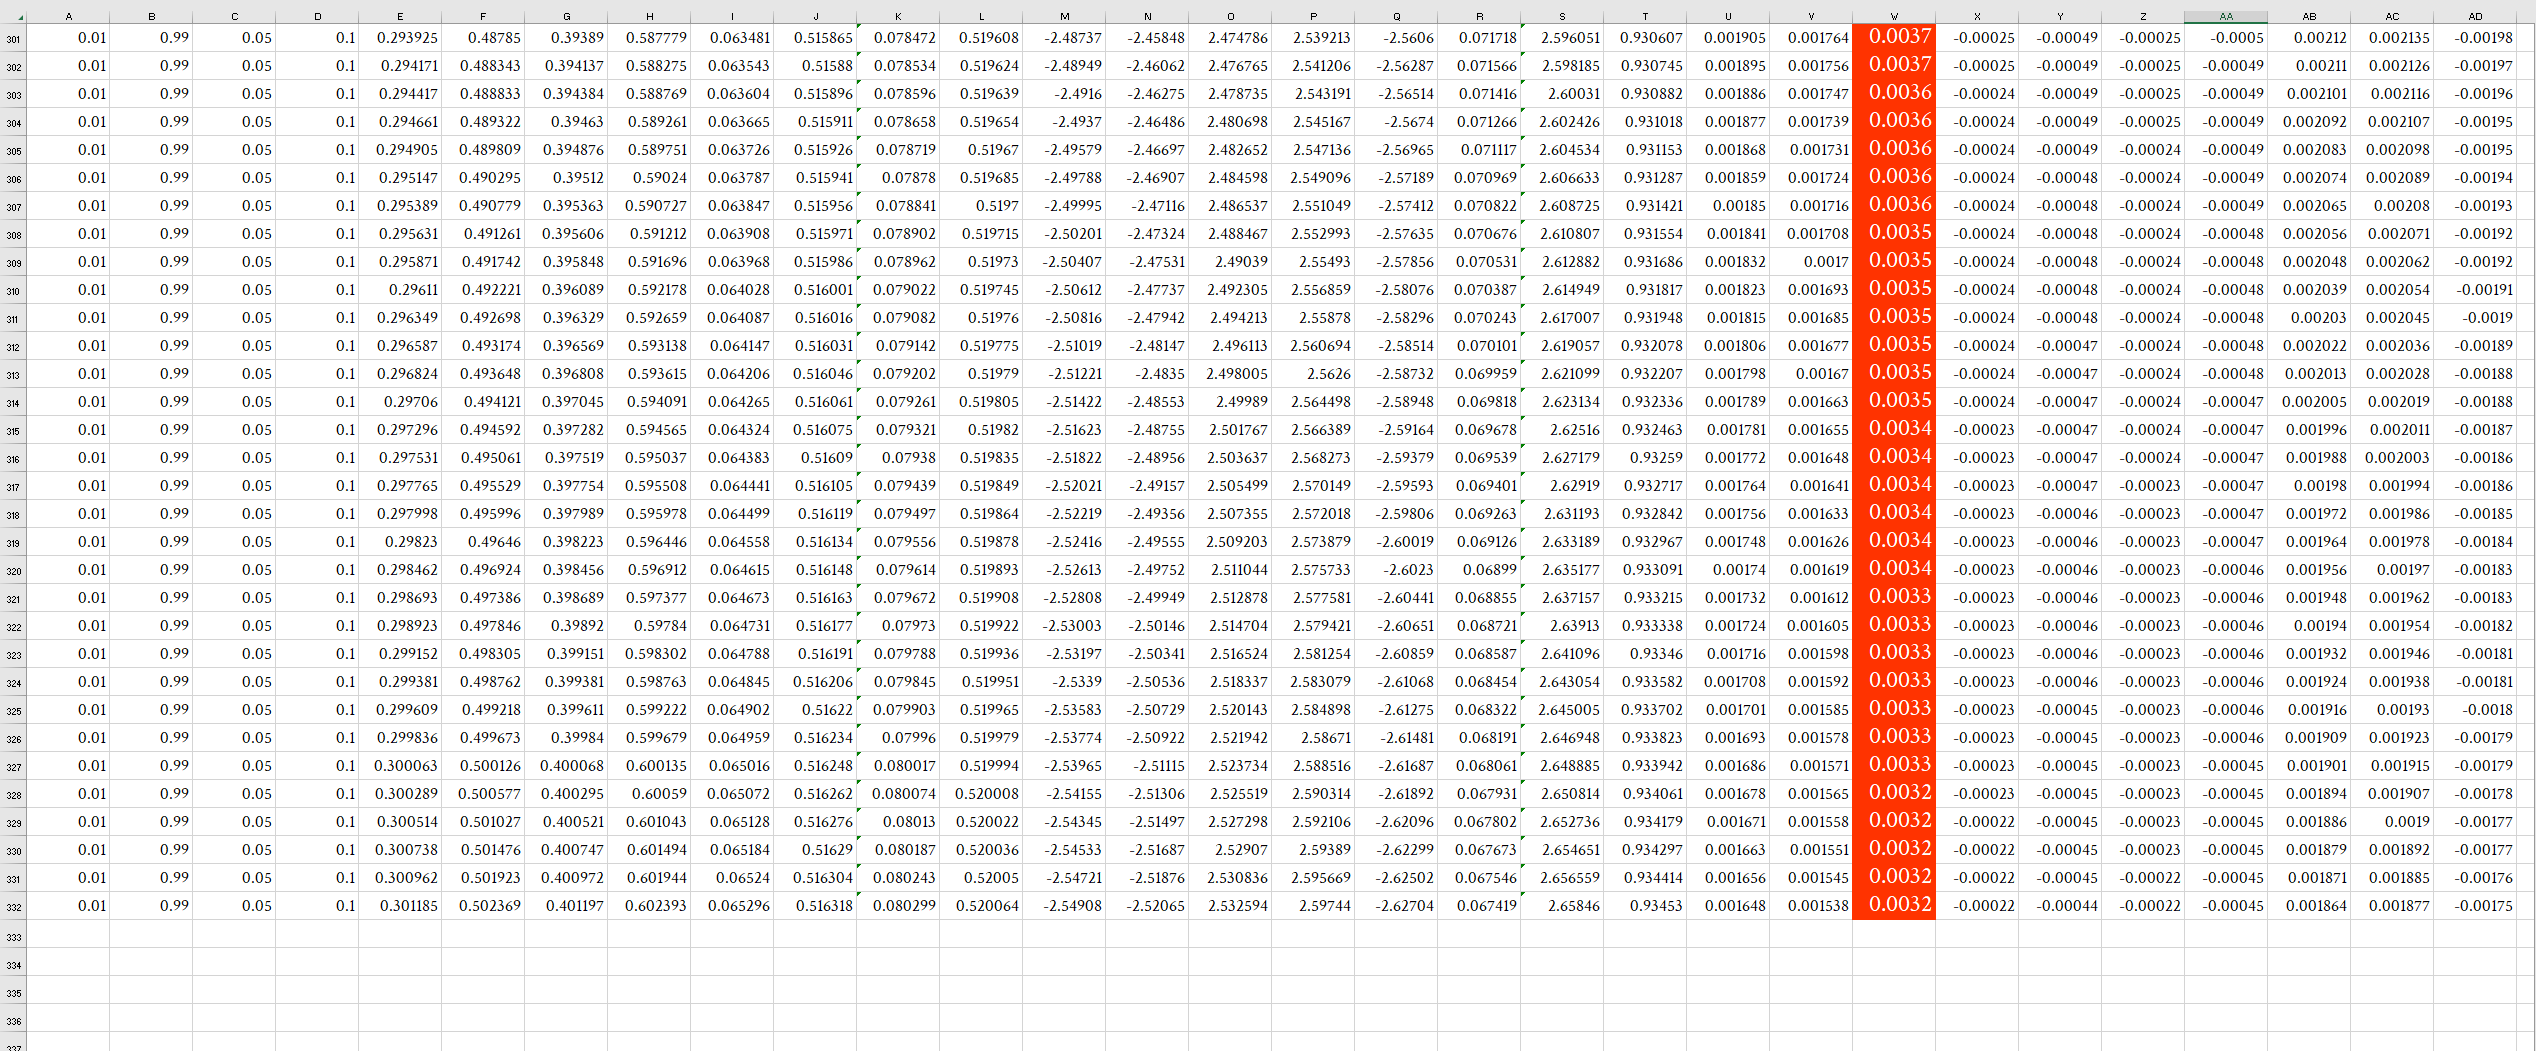 A B C D E F G H I J K L M N O P Q R S T U V W X Y Z AA AB AC AD
301 0.01 0.99 0.05 0.1 0.293925 0.48785 0.39389 0.587779 0.063481 0.515865 0.078472 0.519608 -2.48737 -2.45848 2.474786 2.539213 -2.5606 0.071718 2.596051 0.930607 0.001905 0.001764 0.0037 -0.00025 -0.00049 -0.00025 -0.0005 0.00212 0.002135 -0.00198
302 0.01 0.99 0.05 0.1 0.294171 0.488343 0.394137 0.588275 0.063543 0.51588 0.078534 0.519624 -2.48949 -2.46062 2.476765 2.541206 -2.56287 0.071566 2.598185 0.930745 0.001895 0.001756 0.0037 -0.00025 -0.00049 -0.00025 -0.00049 0.00211 0.002126 -0.00197
303 0.01 0.99 0.05 0.1 0.294417 0.488833 0.394384 0.588769 0.063604 0.515896 0.078596 0.519639 -2.4916 -2.46275 2.478735 2.543191 -2.56514 0.071416 2.60031 0.930882 0.001886 0.001747 0.0036 -0.00024 -0.00049 -0.00025 -0.00049 0.002101 0.002116 -0.00196
304 0.01 0.99 0.05 0.1 0.294661 0.489322 0.39463 0.589261 0.063665 0.515911 0.078658 0.519654 -2.4937 -2.46486 2.480698 2.545167 -2.5674 0.071266 2.602426 0.931018 0.001877 0.001739 0.0036 -0.00024 -0.00049 -0.00025 -0.00049 0.002092 0.002107 -0.00195
305 0.01 0.99 0.05 0.1 0.294905 0.489809 0.394876 0.589751 0.063726 0.515926 0.078719 0.51967 -2.49579 -2.46697 2.482652 2.547136 -2.56965 0.071117 2.604534 0.931153 0.001868 0.001731 0.0036 -0.00024 -0.00049 -0.00024 -0.00049 0.002083 0.002098 -0.00195
306 0.01 0.99 0.05 0.1 0.295147 0.490295 0.39512 0.59024 0.063787 0.515941 0.07878 0.519685 -2.49788 -2.46907 2.484598 2.549096 -2.57189 0.070969 2.606633 0.931287 0.001859 0.001724 0.0036 -0.00024 -0.00048 -0.00024 -0.00049 0.002074 0.002089 -0.00194
307 0.01 0.99 0.05 0.1 0.295389 0.490779 0.395363 0.590727 0.063847 0.515956 0.078841 0.5197 -2.49995 -2.47116 2.486537 2.551049 -2.57412 0.070822 2.608725 0.931421 0.00185 0.001716 0.0036 -0.00024 -0.00048 -0.00024 -0.00049 0.002065 0.00208 -0.00193
308 0.01 0.99 0.05 0.1 0.295631 0.491261 0.395606 0.591212 0.063908 0.515971 0.078902 0.519715 -2.50201 -2.47324 2.488467 2.552993 -2.57635 0.070676 2.610807 0.931554 0.001841 0.001708 0.0035 -0.00024 -0.00048 -0.00024 -0.00048 0.002056 0.002071 -0.00192
309 0.01 0.99 0.05 0.1 0.295871 0.491742 0.395848 0.591696 0.063968 0.515986 0.078962 0.51973 -2.50407 -2.47531 2.49039 2.55493 -2.57856 0.070531 2.612882 0.931686 0.001832 0.0017 0.0035 -0.00024 -0.00048 -0.00024 -0.00048 0.002048 0.002062 -0.00192
310 0.01 0.99 0.05 0.1 0.29611 0.492221 0.396089 0.592178 0.064028 0.516001 0.079022 0.519745 -2.50612 -2.47737 2.492305 2.556859 -2.58076 0.070387 2.614949 0.931817 0.001823 0.001693 0.0035 -0.00024 -0.00048 -0.00024 -0.00048 0.002039 0.002054 -0.00191
311 0.01 0.99 0.05 0.1 0.296349 0.492698 0.396329 0.592659 0.064087 0.516016 0.079082 0.51976 -2.50816 -2.47942 2.494213 2.55878 -2.58296 0.070243 2.617007 0.931948 0.001815 0.001685 0.0035 -0.00024 -0.00048 -0.00024 -0.00048 0.00203 0.002045 -0.0019
312 0.01 0.99 0.05 0.1 0.296587 0.493174 0.396569 0.593138 0.064147 0.516031 0.079142 0.519775 -2.51019 -2.48147 2.496113 2.560694 -2.58514 0.070101 2.619057 0.932078 0.001806 0.001677 0.0035 -0.00024 -0.00047 -0.00024 -0.00048 0.002022 0.002036 -0.00189
313 0.01 0.99 0.05 0.1 0.296824 0.493648 0.396808 0.593615 0.064206 0.516046 0.079202 0.51979 -2.51221 -2.4835 2.498005 2.5626 -2.58732 0.069959 2.621099 0.932207 0.001798 0.00167 0.0035 -0.00024 -0.00047 -0.00024 -0.00048 0.002013 0.002028 -0.00188
314 0.01 0.99 0.05 0.1 0.29706 0.494121 0.397045 0.594091 0.064265 0.516061 0.079261 0.519805 -2.51422 -2.48553 2.49989 2.564498 -2.58948 0.069818 2.623134 0.932336 0.001789 0.001663 0.0035 -0.00024 -0.00047 -0.00024 -0.00047 0.002005 0.002019 -0.00188
315 0.01 0.99 0.05 0.1 0.297296 0.494592 0.397282 0.594565 0.064324 0.516075 0.079321 0.51982 -2.51623 -2.48755 2.501767 2.566389 -2.59164 0.069678 2.62516 0.932463 0.001781 0.001655 0.0034 -0.00023 -0.00047 -0.00024 -0.00047 0.001996 0.002011 -0.00187
316 0.01 0.99 0.05 0.1 0.297531 0.495061 0.397519 0.595037 0.064383 0.51609 0.07938 0.519835 -2.51822 -2.48956 2.503637 2.568273 -2.59379 0.069539 2.627179 0.93259 0.001772 0.001648 0.0034 -0.00023 -0.00047 -0.00024 -0.00047 0.001988 0.002003 -0.00186
317 0.01 0.99 0.05 0.1 0.297765 0.495529 0.397754 0.595508 0.064441 0.516105 0.079439 0.519849 -2.52021 -2.49157 2.505499 2.570149 -2.59593 0.069401 2.62919 0.932717 0.001764 0.001641 0.0034 -0.00023 -0.00047 -0.00023 -0.00047 0.00198 0.001994 -0.00186
318 0.01 0.99 0.05 0.1 0.297998 0.495996 0.397989 0.595978 0.064499 0.516119 0.079497 0.519864 -2.52219 -2.49356 2.507355 2.572018 -2.59806 0.069263 2.631193 0.932842 0.001756 0.001633 0.0034 -0.00023 -0.00046 -0.00023 -0.00047 0.001972 0.001986 -0.00185
319 0.01 0.99 0.05 0.1 0.29823 0.49646 0.398223 0.596446 0.064558 0.516134 0.079556 0.519878 -2.52416 -2.49555 2.509203 2.573879 -2.60019 0.069126 2.633189 0.932967 0.001748 0.001626 0.0034 -0.00023 -0.00046 -0.00023 -0.00047 0.001964 0.001978 -0.00184
320 0.01 0.99 0.05 0.1 0.298462 0.496924 0.398456 0.596912 0.064615 0.516148 0.079614 0.519893 -2.52613 -2.49752 2.511044 2.575733 -2.6023 0.06899 2.635177 0.933091 0.00174 0.001619 0.0034 -0.00023 -0.00046 -0.00023 -0.00046 0.001956 0.00197 -0.00183
321 0.01 0.99 0.05 0.1 0.298693 0.497386 0.398689 0.597377 0.064673 0.516163 0.079672 0.519908 -2.52808 -2.49949 2.512878 2.577581 -2.60441 0.068855 2.637157 0.933215 0.001732 0.001612 0.0033 -0.00023 -0.00046 -0.00023 -0.00046 0.001948 0.001962 -0.00183
322 0.01 0.99 0.05 0.1 0.298923 0.497846 0.39892 0.59784 0.064731 0.516177 0.07973 0.519922 -2.53003 -2.50146 2.514704 2.579421 -2.60651 0.068721 2.63913 0.933338 0.001724 0.001605 0.0033 -0.00023 -0.00046 -0.00023 -0.00046 0.00194 0.001954 -0.00182
323 0.01 0.99 0.05 0.1 0.299152 0.498305 0.399151 0.598302 0.064788 0.516191 0.079788 0.519936 -2.53197 -2.50341 2.516524 2.581254 -2.60859 0.068587 2.641096 0.93346 0.001716 0.001598 0.0033 -0.00023 -0.00046 -0.00023 -0.00046 0.001932 0.001946 -0.00181
324 0.01 0.99 0.05 0.1 0.299381 0.498762 0.399381 0.598763 0.064845 0.516206 0.079845 0.519951 -2.5339 -2.50536 2.518337 2.583079 -2.61068 0.068454 2.643054 0.933582 0.001708 0.001592 0.0033 -0.00023 -0.00046 -0.00023 -0.00046 0.001924 0.001938 -0.00181
325 0.01 0.99 0.05 0.1 0.299609 0.499218 0.399611 0.599222 0.064902 0.51622 0.079903 0.519965 -2.53583 -2.50729 2.520143 2.584898 -2.61275 0.068322 2.645005 0.933702 0.001701 0.001585 0.0033 -0.00023 -0.00045 -0.00023 -0.00046 0.001916 0.00193 -0.0018
326 0.01 0.99 0.05 0.1 0.299836 0.499673 0.39984 0.599679 0.064959 0.516234 0.07996 0.519979 -2.53774 -2.50922 2.521942 2.58671 -2.61481 0.068191 2.646948 0.933823 0.001693 0.001578 0.0033 -0.00023 -0.00045 -0.00023 -0.00046 0.001909 0.001923 -0.00179
327 0.01 0.99 0.05 0.1 0.300063 0.500126 0.400068 0.600135 0.065016 0.516248 0.080017 0.519994 -2.53965 -2.51115 2.523734 2.588516 -2.61687 0.068061 2.648885 0.933942 0.001686 0.001571 0.0033 -0.00023 -0.00045 -0.00023 -0.00045 0.001901 0.001915 -0.00179
328 0.01 0.99 0.05 0.1 0.300289 0.500577 0.400295 0.60059 0.065072 0.516262 0.080074 0.520008 -2.54155 -2.51306 2.525519 2.590314 -2.61892 0.067931 2.650814 0.934061 0.001678 0.001565 0.0032 -0.00023 -0.00045 -0.00023 -0.00045 0.001894 0.001907 -0.00178
329 0.01 0.99 0.05 0.1 0.300514 0.501027 0.400521 0.601043 0.065128 0.516276 0.08013 0.520022 -2.54345 -2.51497 2.527298 2.592106 -2.62096 0.067802 2.652736 0.934179 0.001671 0.001558 0.0032 -0.00022 -0.00045 -0.00023 -0.00045 0.001886 0.0019 -0.00177
330 0.01 0.99 0.05 0.1 0.300738 0.501476 0.400747 0.601494 0.065184 0.51629 0.080187 0.520036 -2.54533 -2.51687 2.52907 2.59389 -2.62299 0.067673 2.654651 0.934297 0.001663 0.001551 0.0032 -0.00022 -0.00045 -0.00023 -0.00045 0.001879 0.001892 -0.00177
331 0.01 0.99 0.05 0.1 0.300962 0.501923 0.400972 0.601944 0.06524 0.516304 0.080243 0.52005 -2.54721 -2.51876 2.530836 2.595669 -2.62502 0.067546 2.656559 0.934414 0.001656 0.001545 0.0032 -0.00022 -0.00045 -0.00022 -0.00045 0.001871 0.001885 -0.00176
332 0.01 0.99 0.05 0.1 0.301185 0.502369 0.401197 0.602393 0.065296 0.516318 0.080299 0.520064 -2.54908 -2.52065 2.532594 2.59744 -2.62704 0.067419 2.65846 0.93453 0.001648 0.001538 0.0032 -0.00022 -0.00044 -0.00022 -0.00045 0.001864 0.001877 -0.00175
333
334
335
336
337